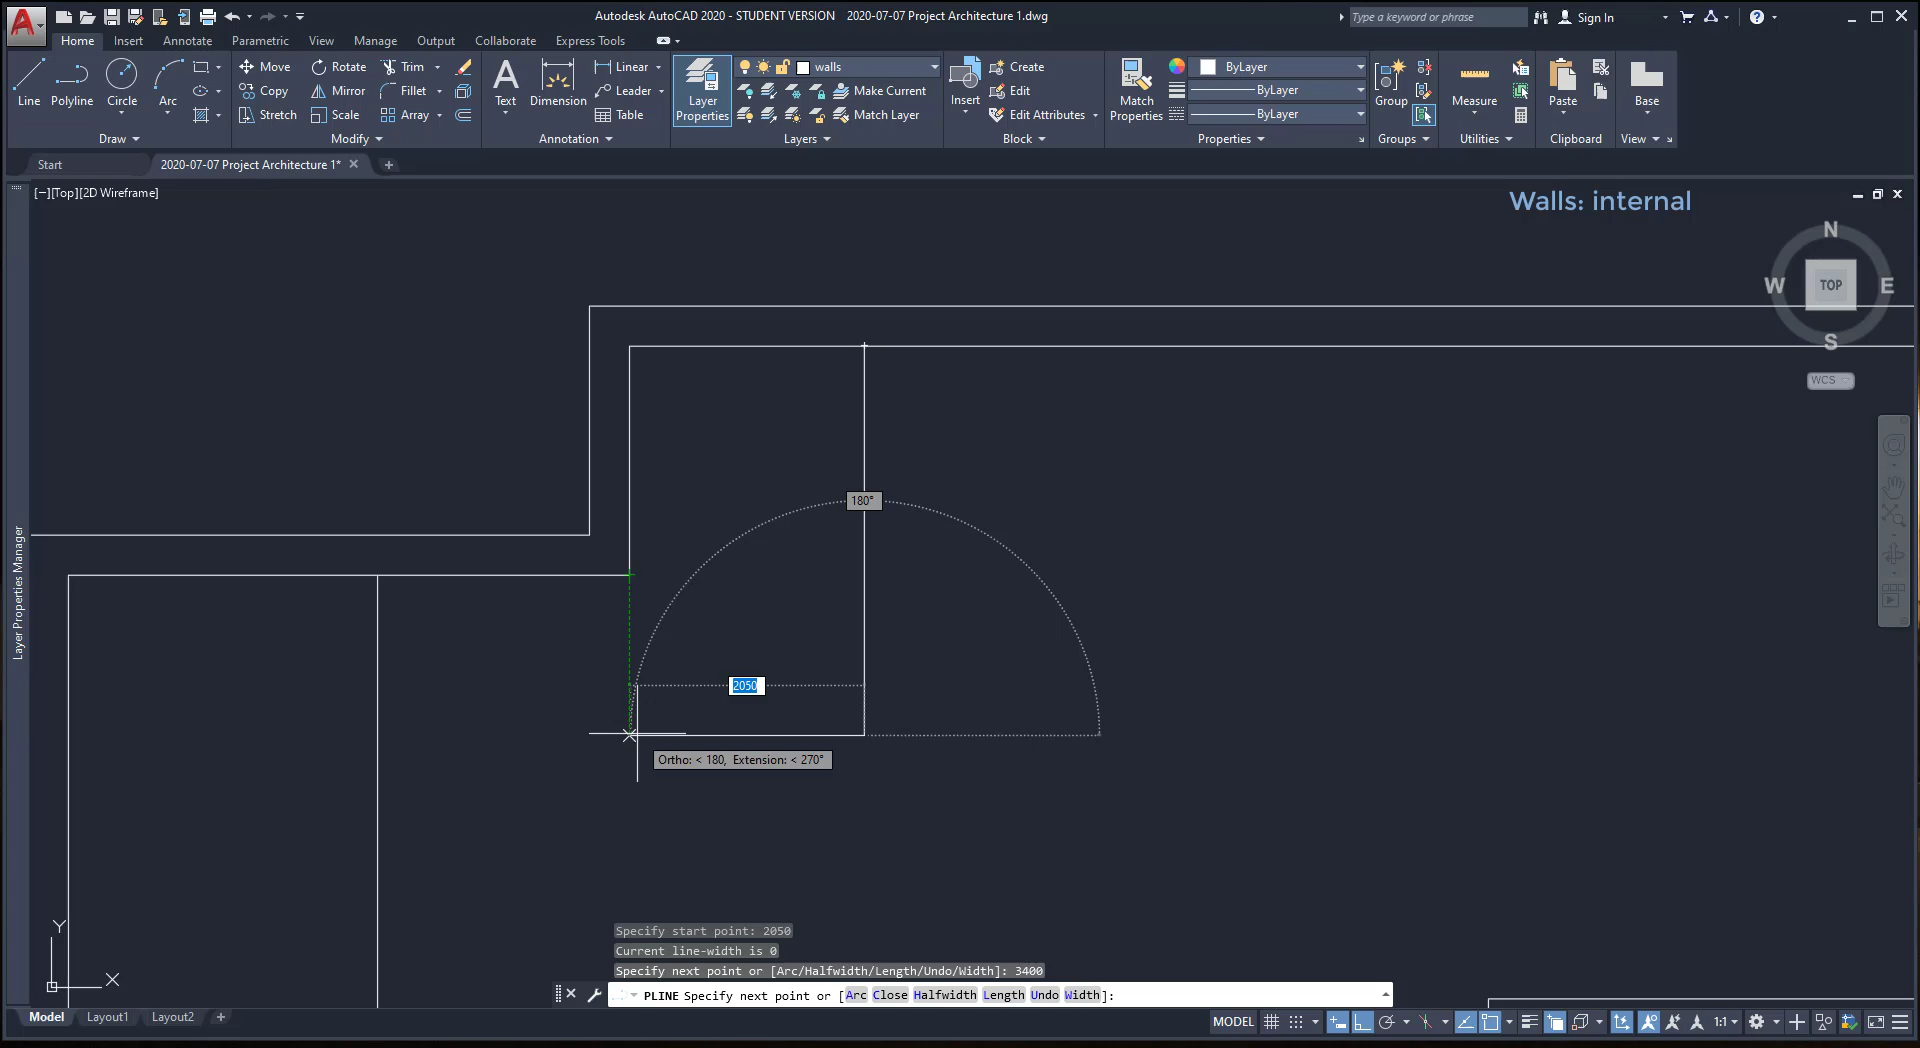 Autodesk AutoCAD 2020 - STUDENT VERSION 2020-07-07 Project Architecture 1.dwg
Type a keyword or phrase
Sign In
Home Insert Annotate Parametric View Manage Output Collaborate Express Tools
Line Polyline Circle Arc
Draw
Move Rotate Trim
Copy Mirror Fillet
Stretch Scale Array
Modify
Text Dimension
Linear
Leader
Table
Annotation
Layer Properties
walls
Make Current
Match Layer
Layers
Insert
Create
Edit
Edit Attributes
Block
Match Properties
ByLayer
ByLayer
ByLayer
Properties
Group
Groups
Measure
Utilities
Paste
Clipboard
Base
View
Start
2020-07-07 Project Architecture 1*
[−][Top][2D Wireframe]
Walls: internal
N
W TOP E
S
WCS
Layer Properties Manager
180°
2050
Ortho: < 180, Extension: < 270°
Y
X
Specify start point: 2050
Current line-width is 0
Specify next point or [Arc/Halfwidth/Length/Undo/Width]: 3400
PLINE Specify next point or [Arc Close Halfwidth Length Undo Width]:
Model Layout1 Layout2
MODEL
1:1